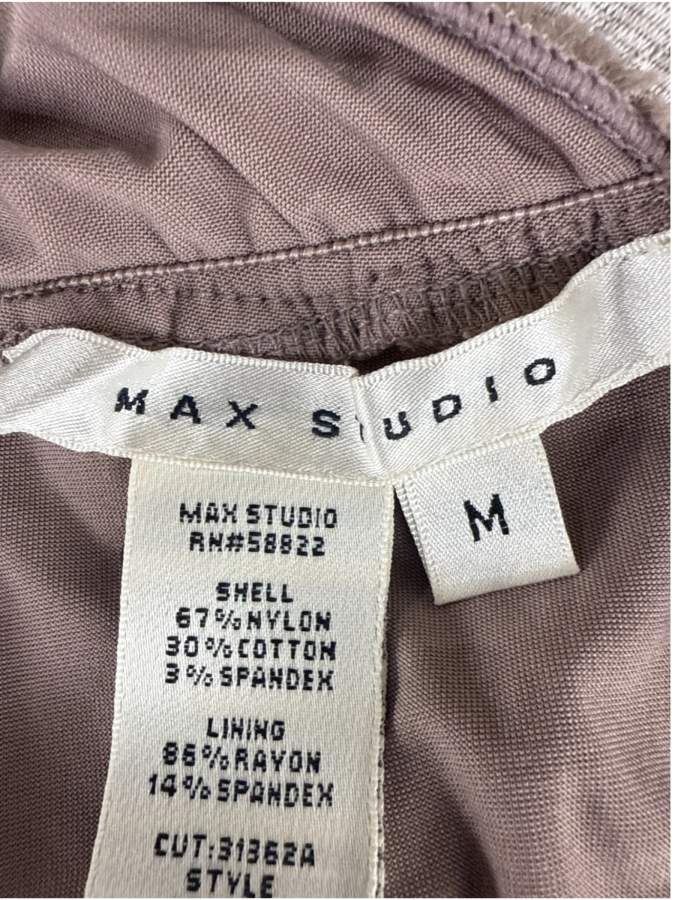 MAX STUDIO
M
MAX STUDIO
RN#58822
SHELL
67% NYLON
30% COTTON
3% SPANDEX
LINING
86% RAYON
14% SPANDEX
CUT:31362A
STYLE